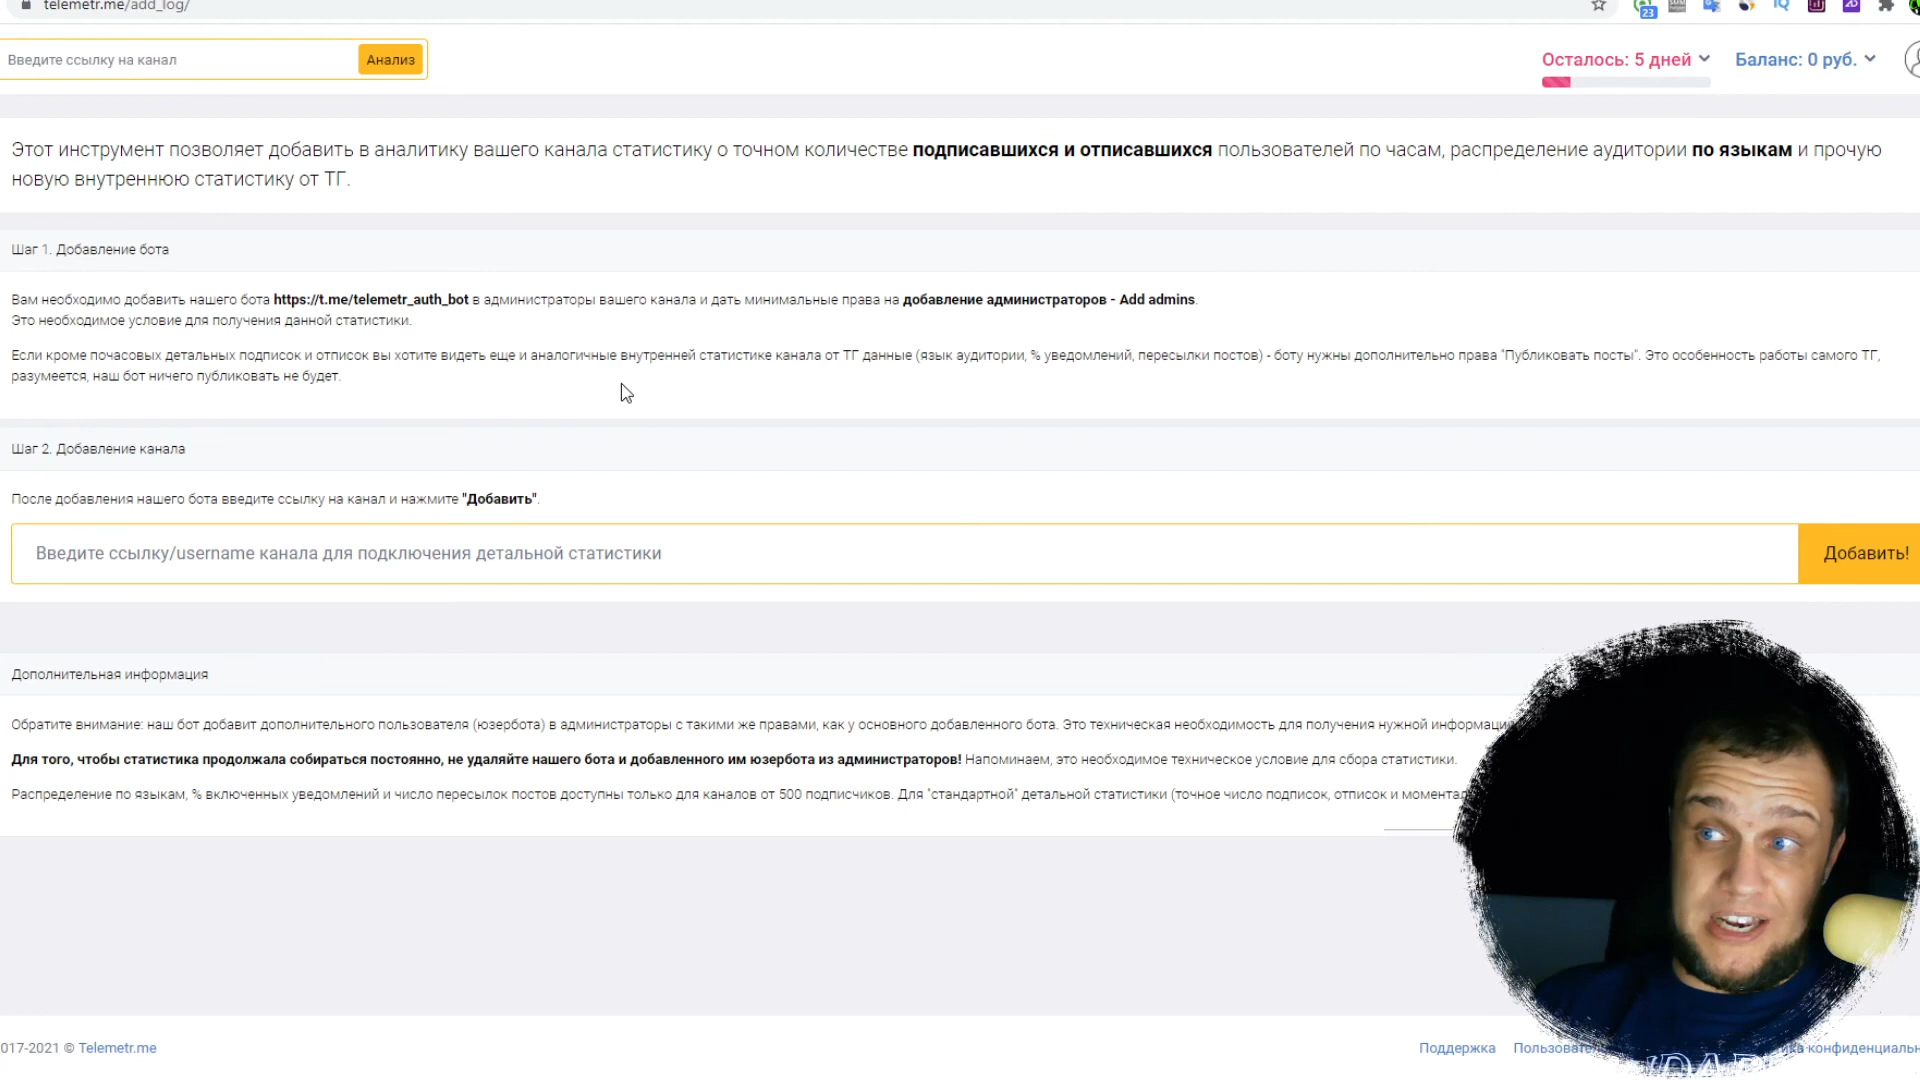 telemetr.me/add_log/
23
Введите ссылку на канал
Анализ
Осталось: 5 дней
Баланс: 0 руб.
Этот инструмент позволяет добавить в аналитику вашего канала статистику о точном количестве подписавшихся и отписавшихся пользователей по часам, распределение аудитории по языкам и прочую
новую внутреннюю статистику от ТГ.
Шаг 1. Добавление бота
Вам необходимо добавить нашего бота https://t.me/telemetr_auth_bot в администраторы вашего канала и дать минимальные права на добавление администраторов - Add admins.
Это необходимое условие для получения данной статистики.
Если кроме почасовых детальных подписок и отписок вы хотите видеть еще и аналогичные внутренней статистике канала от ТГ данные (язык аудитории, % уведомлений, пересылки постов) - боту нужны дополнительно права "Публиковать посты". Это особенность работы самого ТГ,
разумеется, наш бот ничего публиковать не будет.
Шаг 2. Добавление канала
После добавления нашего бота введите ссылку на канал и нажмите "Добавить".
Введите ссылку/username канала для подключения детальной статистики
Добавить!
Дополнительная информация
Обратите внимание: наш бот добавит дополнительного пользователя (юзербота) в администраторы с такими же правами, как у основного добавленного бота. Это техническая необходимость для получения нужной информаци
Для того, чтобы статистика продолжала собираться постоянно, не удаляйте нашего бота и добавленного им юзербота из администраторов! Напоминаем, это необходимое техническое условие для сбора статистики.
Распределение по языкам, % включенных уведомлений и число пересылок постов доступны только для каналов от 500 подписчиков. Для "стандартной" детальной статистики (точное число подписок, отписок и моментал
017-2021 © Telemetr.me
Поддержка
Пользоват
ка конфиденциальн